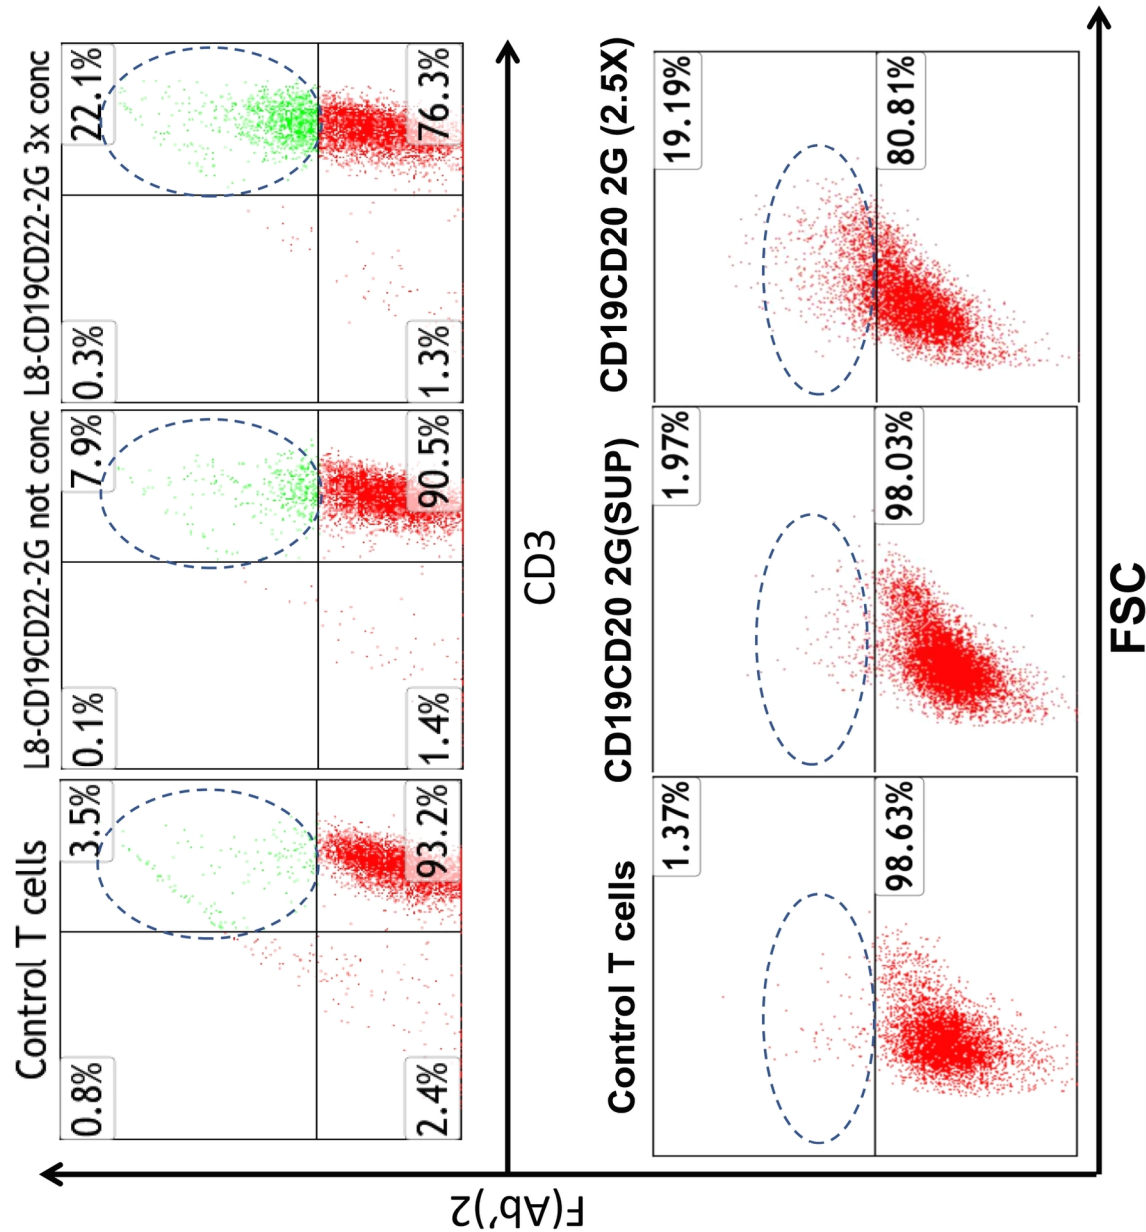 Control T cells
L8-CD19CD222-2G not conc
L8-CD19CD222-2G 3x conc
0.8%
3.5%
0.1%
7.9%
0.3%
22.1%
2.4%
93.2%
1.4%
90.5%
1.3%
76.3%
CD3
F(Ab’)2
Control T cells
CD19CD20 2G(SUP)
CD19CD20 2G (2.5X)
1.37%
1.97%
19.19%
98.63%
98.03%
80.81%
FSC